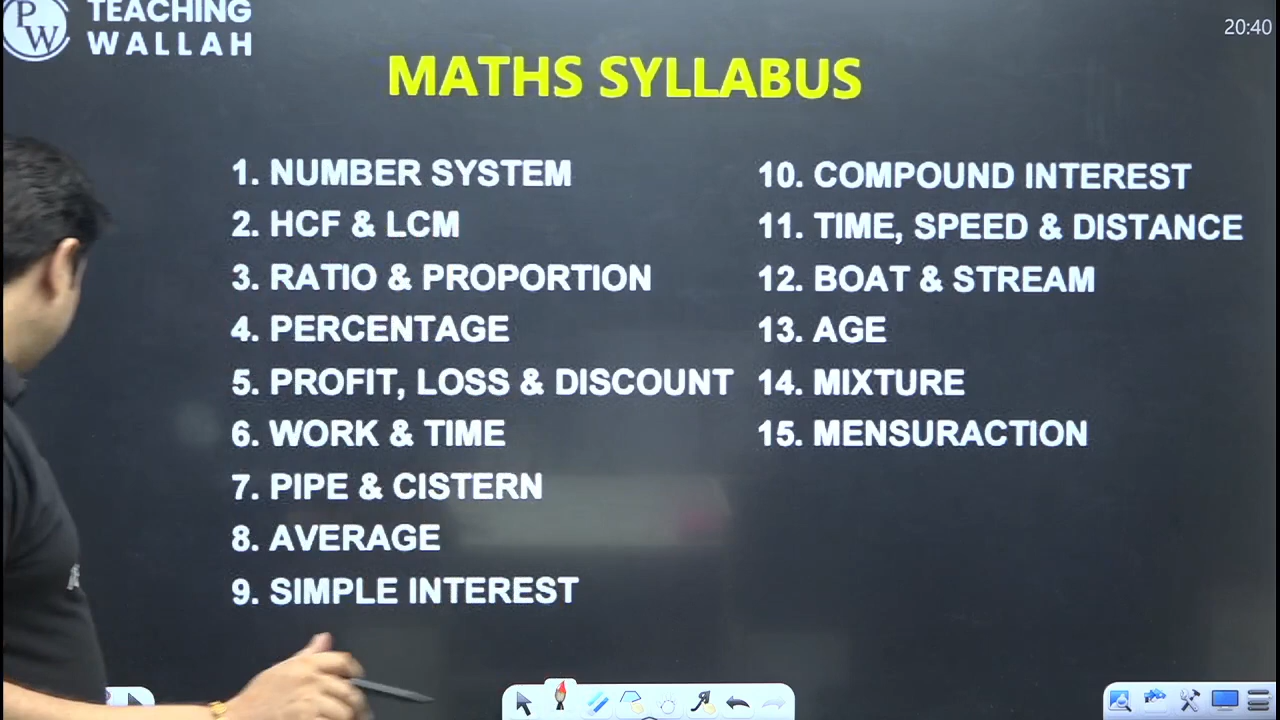 PW
TEACHING
WALLAH
20:40
MATHS SYLLABUS
1. NUMBER SYSTEM
2. HCF & LCM
3. RATIO & PROPORTION
4. PERCENTAGE
5. PROFIT, LOSS & DISCOUNT
6. WORK & TIME
7. PIPE & CISTERN
8. AVERAGE
9. SIMPLE INTEREST
10. COMPOUND INTEREST
11. TIME, SPEED & DISTANCE
12. BOAT & STREAM
13. AGE
14. MIXTURE
15. MENSURACTION